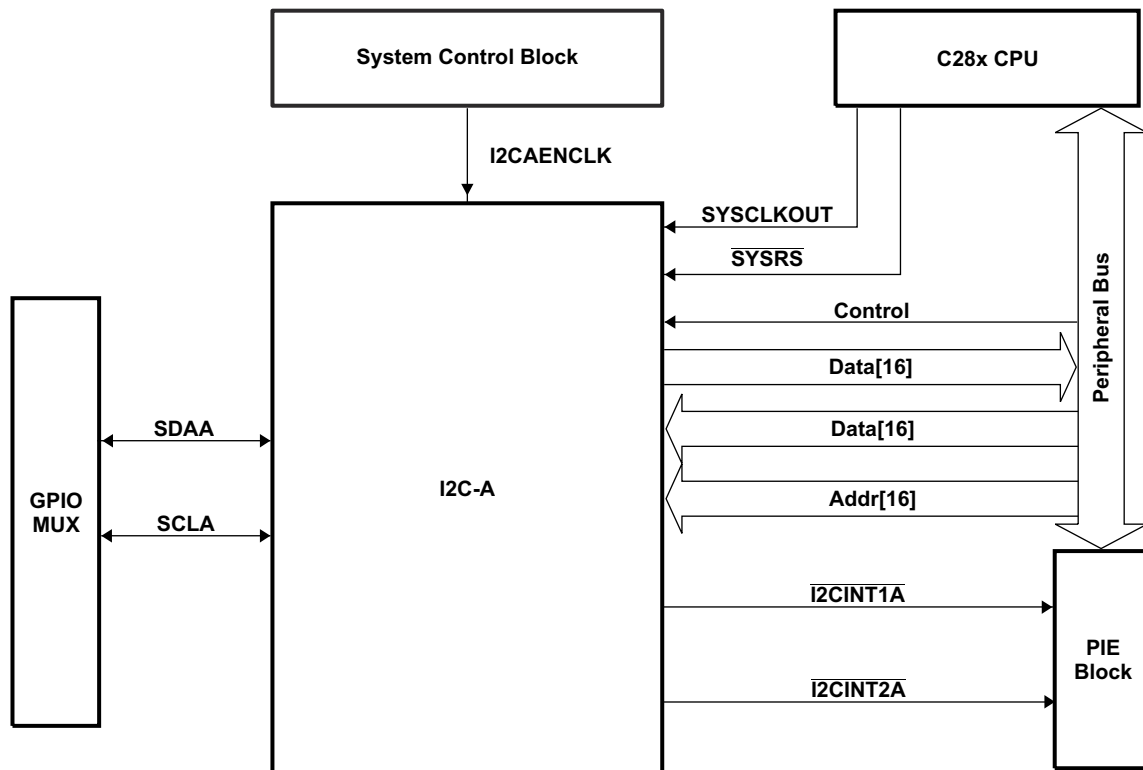 System Control Block
C28x CPU
I2CAENCLK
SYSCLKOUT
SYSRS
Control
Data[16]
Data[16]
Addr[16]
Peripheral Bus
SDAA
SCLA
GPIO
MUX
I2C-A
I2CINT1A
I2CINT2A
PIE
Block